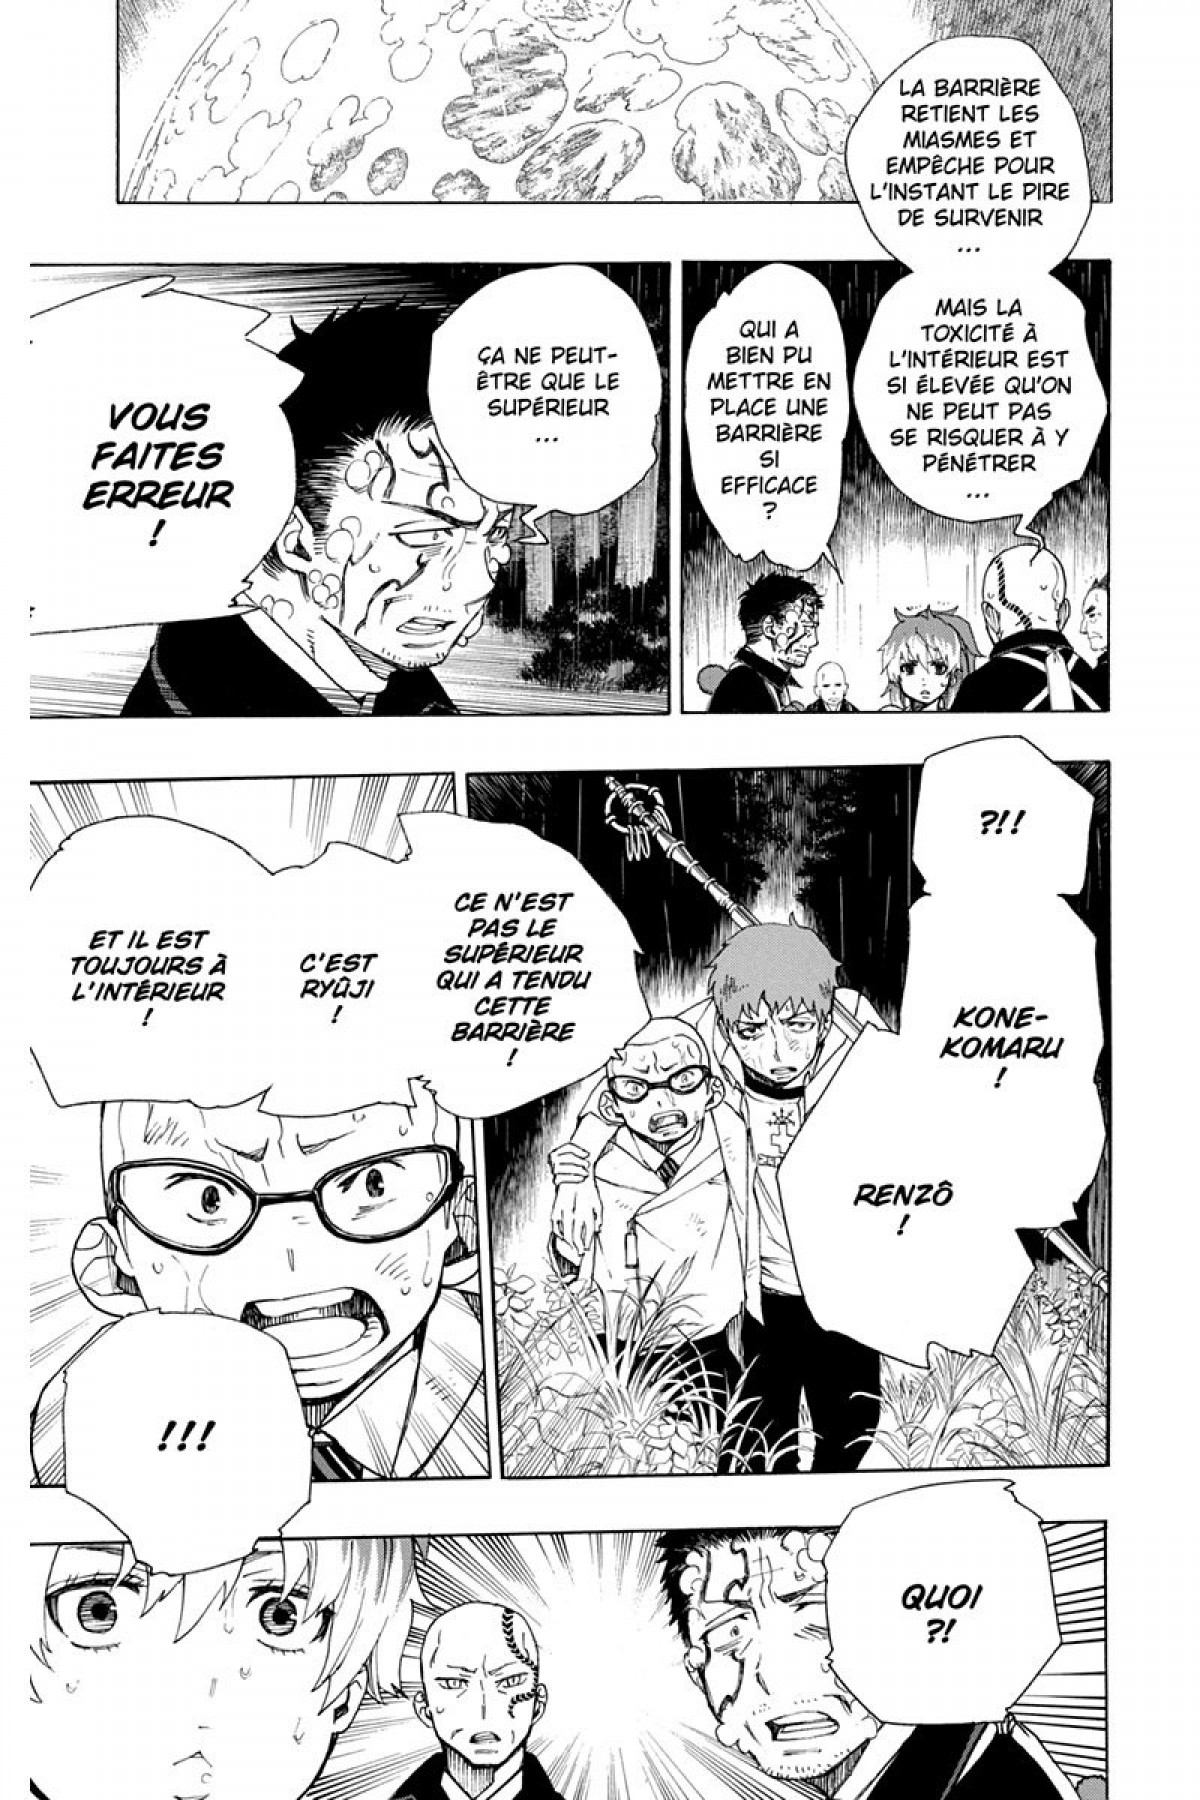 LA BARRIÈRE
RETIENT LES
MIASMES ET
EMPÊCHE POUR
L'INSTANT LE PIRE
DE SURVENIR
...
MAIS LA
TOXICITÉ À
L'INTÉRIEUR EST
SI ÉLEVÉE QU'ON
NE PEUT PAS
SE RISQUER À Y
PÉNÉTRER
...
QUI A
BIEN PU
METTRE EN
PLACE UNE
BARRIÈRE
SI
EFFICACE
?
ÇA NE PEUT-
ÊTRE QUE LE
SUPÉRIEUR
...
VOUS
FAITES
ERREUR
!
?!!
KONE-
KOMARU
!
RENZÔ
!
CE N'EST
PAS LE
SUPÉRIEUR
QUI A TENDU
CETTE
BARRIÈRE
!
C'EST
RYÛJI
!
ET IL EST
TOUJOURS À
L'INTÉRIEUR
!
QUOI
?!
!!!